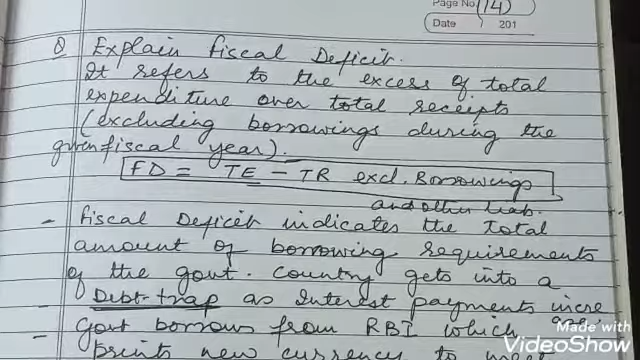 Page No. 14
Date 201
Q Explain Fiscal Deficit.
It refers to the excess of total
expenditure over total receipts
(excluding borrowings during the
given fiscal year).
FD = TE - TR excl. Borrowings
and other liab.
- Fiscal Deficit indicates the total
amount of borrowing requirements
of the govt. Country gets into a
Debt-trap as interest payments increase.
- Govt borrows from RBI which
prints new currency to meet
Made with
VideoShow